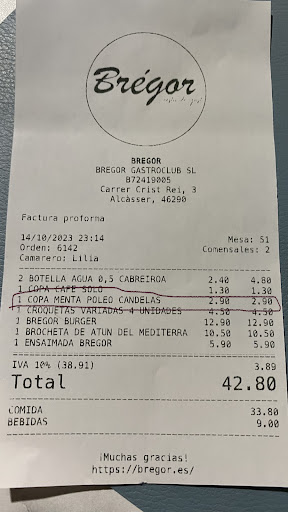 Brégor
BREGOR
BREGOR GASTROCLUB SL
B72419005
Carrer Crist Rei, 3
Alcàsser, 46290
Factura proforma
14/10/2023 23:14 Mesa: 51
Orden: 6142 Comensales: 2
Camarero: Lilia
2 BOTELLA AGUA 0,5 CABREIROA 2.40 4.80
1 COPA CAFE SOLO 1.30 1.30
1 COPA MENTA POLEO CANDELAS 2.90 2.90
1 CROQUETAS VARIADAS 4 UNIDADES 4.50 4.50
1 BREGOR BURGER 12.90 12.90
1 BROCHETA DE ATUN DEL MEDITERRA 10.50 10.50
1 ENSAIMADA BREGOR 5.90 5.90
IVA 10% (38.91) 3.89
Total 42.80
COMIDA 33.80
BEBIDAS 9.00
¡Muchas gracias!
https://bregor.es/